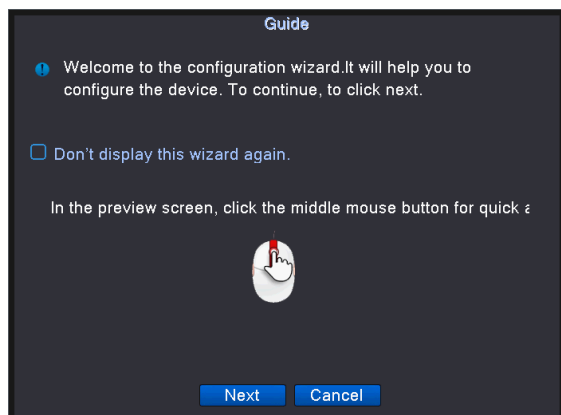 Guide
Welcome to the configuration wizard.It will help you to
configure the device. To continue, to click next.
Don't display this wizard again.
In the preview screen, click the middle mouse button for quick
Next
Cancel